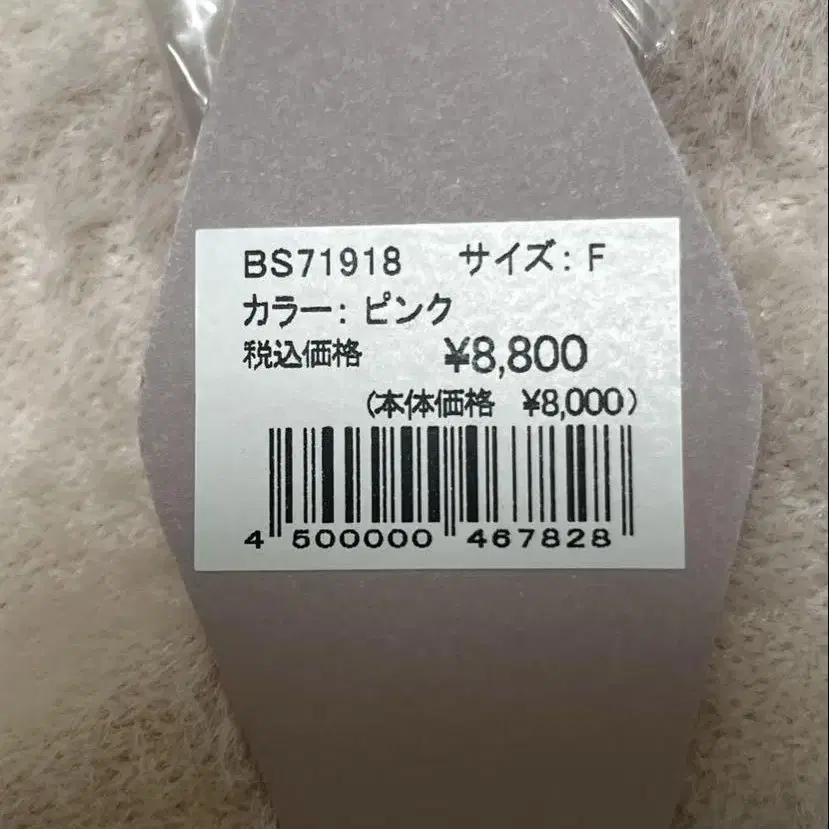 BS71918 サイズ: F
カラー: ピンク
税込価格 ¥8,800
(本体価格 ¥8,000)
4 500000 467828